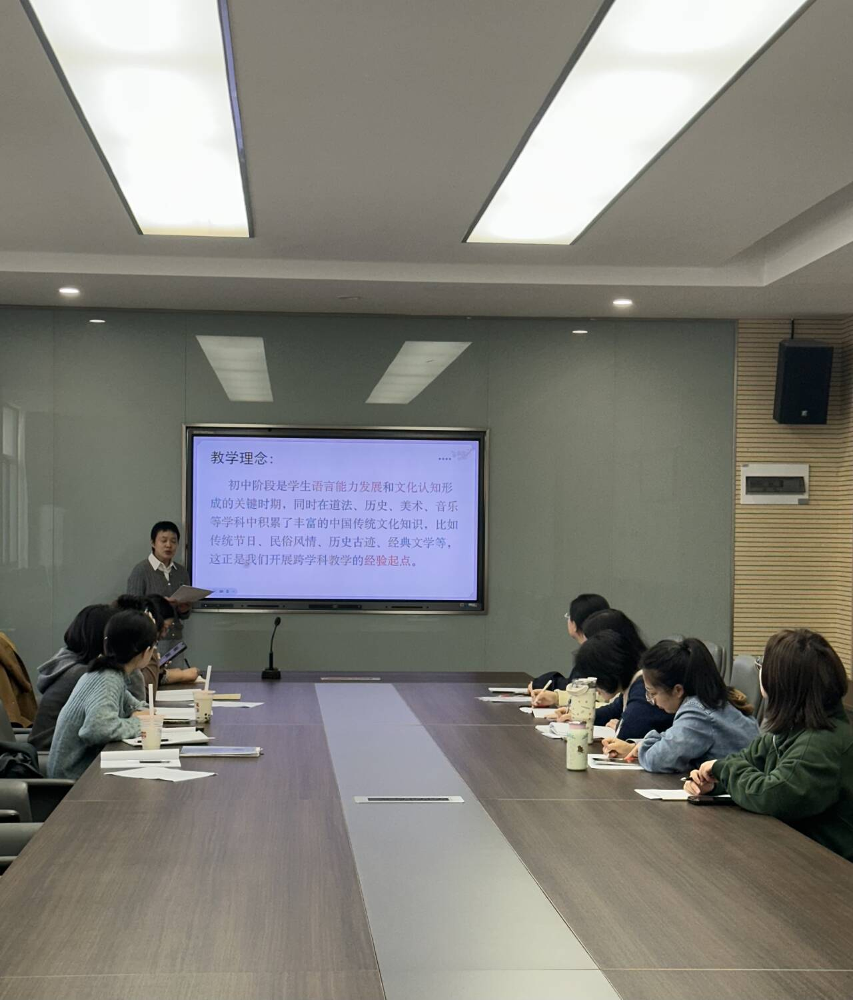 教学理念：
初中阶段是学生语言能力发展和文化认知形
成的关键时期，同时在道法、历史、美术、音乐
等学科中积累了丰富的中国传统文化知识，比如
传统节日、民俗风情、历史古迹、经典文学等，
这正是我们开展跨学科教学的经验起点。